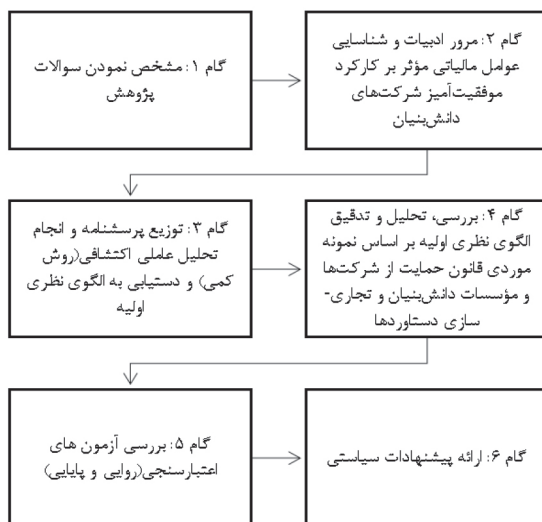 گام ۱: مشخص نمودن سوالات
پژوهش
گام ۲: مرور ادبیات و شناسایی
عوامل مالیاتی مؤثر بر کارکرد
موفقیت‌آمیز شرکت‌های
دانش‌بنیان
گام ۳: توزیع پرسشنامه و انجام
تحلیل عاملی اکتشافی(روش
کمی) و دستیابی به الگوی نظری
اولیه
گام ۴: بررسی، تحلیل و تدقیق
الگوی نظری اولیه بر اساس نمونه
موردی قانون حمایت از شرکت‌ها
و مؤسسات دانش‌بنیان و تجاری-
سازی دستاوردها
گام ۵: بررسی آزمون های
اعتبارسنجی(روایی و پایایی)
گام ۶: ارائه پیشنهادات سیاستی